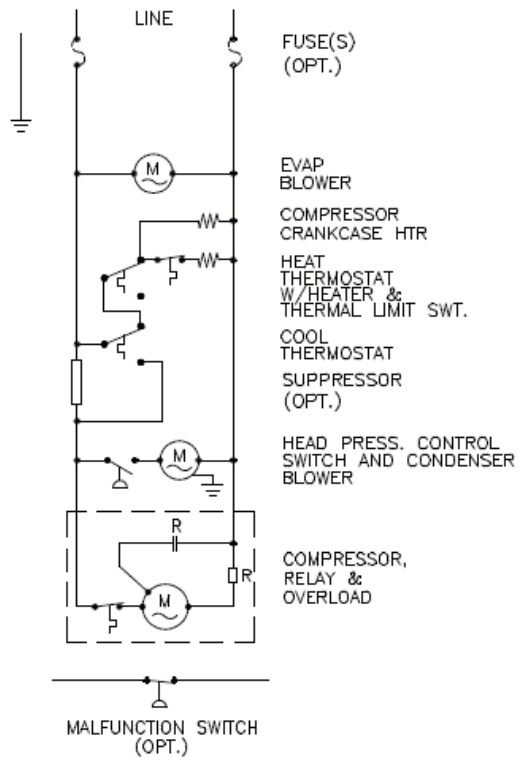 LINE
FUSE(S)
(OPT.)
M
EVAP
BLOWER
COMPRESSOR
CRANKCASE HTR
HEAT
THERMOSTAT
W/HEATER &
THERMAL LIMIT SWT.
COOL
THERMOSTAT
SUPPRESSOR
(OPT.)
M
HEAD PRESS. CONTROL
SWITCH AND CONDENSER
BLOWER
R
R
M
COMPRESSOR,
RELAY &
OVERLOAD
MALFUNCTION SWITCH
(OPT.)